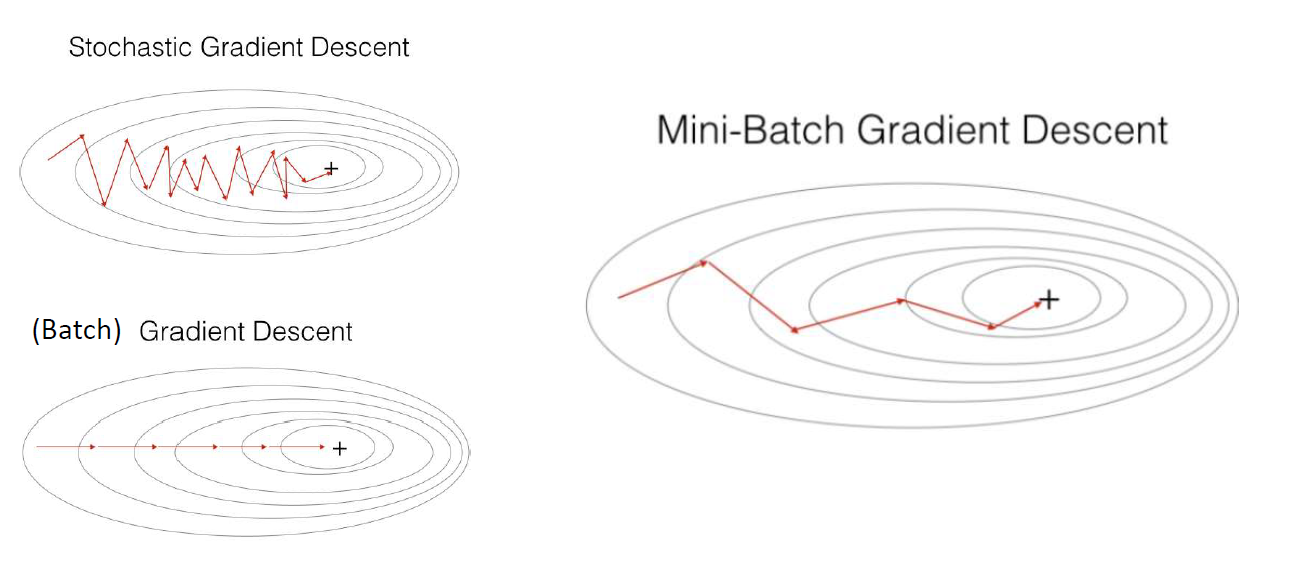 Stochastic Gradient Descent
Mini-Batch Gradient Descent
(Batch) Gradient Descent